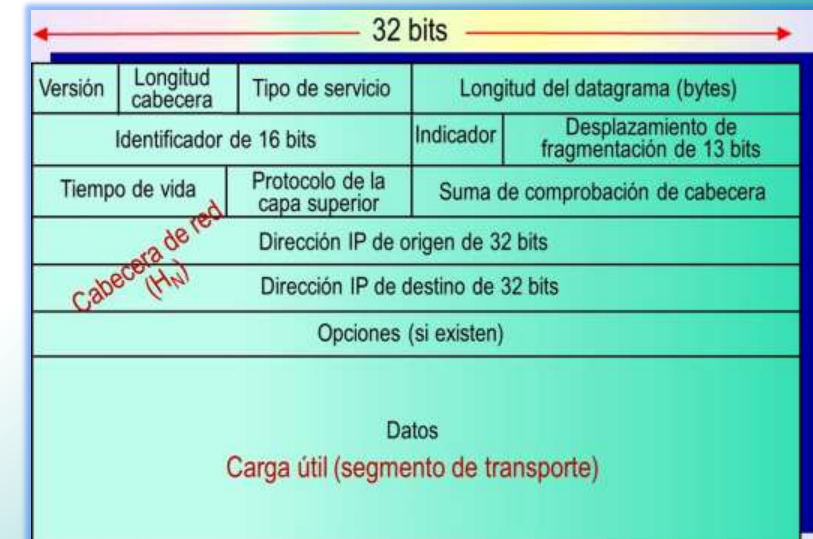 32 bits
Versión
Longitud
cabecera
Tipo de servicio
Longitud del datagrama (bytes)
Identificador de 16 bits
Indicador
Desplazamiento de
fragmentación de 13 bits
Tiempo de vida
Protocolo de la
capa superior
Suma de comprobación de cabecera
Cabecera de red
(HN)
Dirección IP de origen de 32 bits
Dirección IP de destino de 32 bits
Opciones (si existen)
Datos
Carga útil (segmento de transporte)